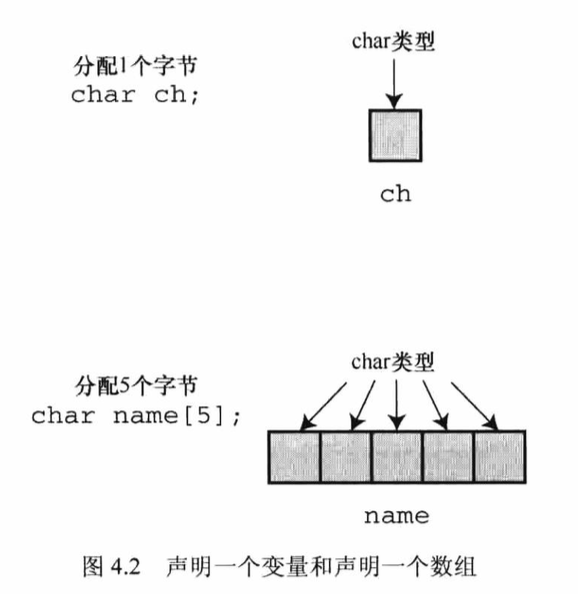 分配1个字节
char ch;
char类型
ch
分配5个字节
char name[5];
char类型
name
图 4.2 声明一个变量和声明一个数组